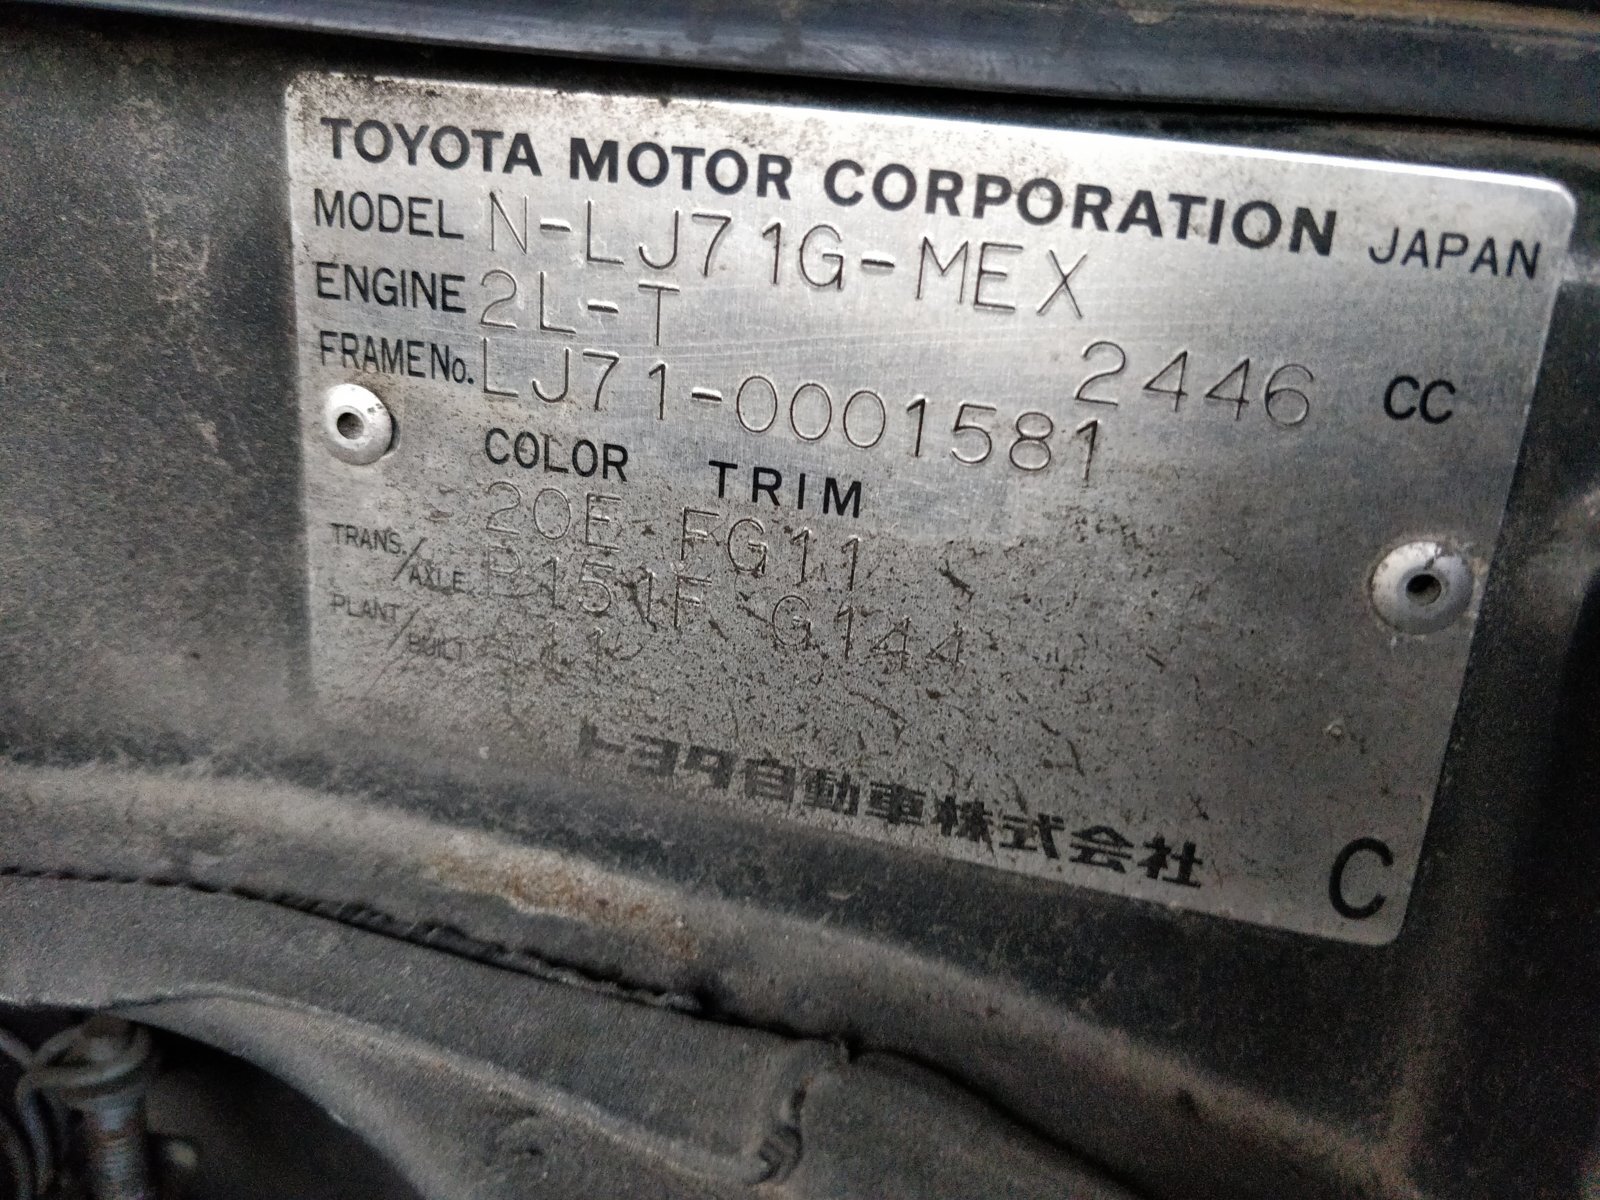 TOYOTA MOTOR CORPORATION JAPAN
MODEL N-LJ71G-MEX
ENGINE 2L-T 2446 CC
FRAME No. LJ71-0001581
COLOR TRIM
20E FG11
TRANS./AXLE B151F G144
PLANT/BUILT
トヨタ自動車株式会社 C